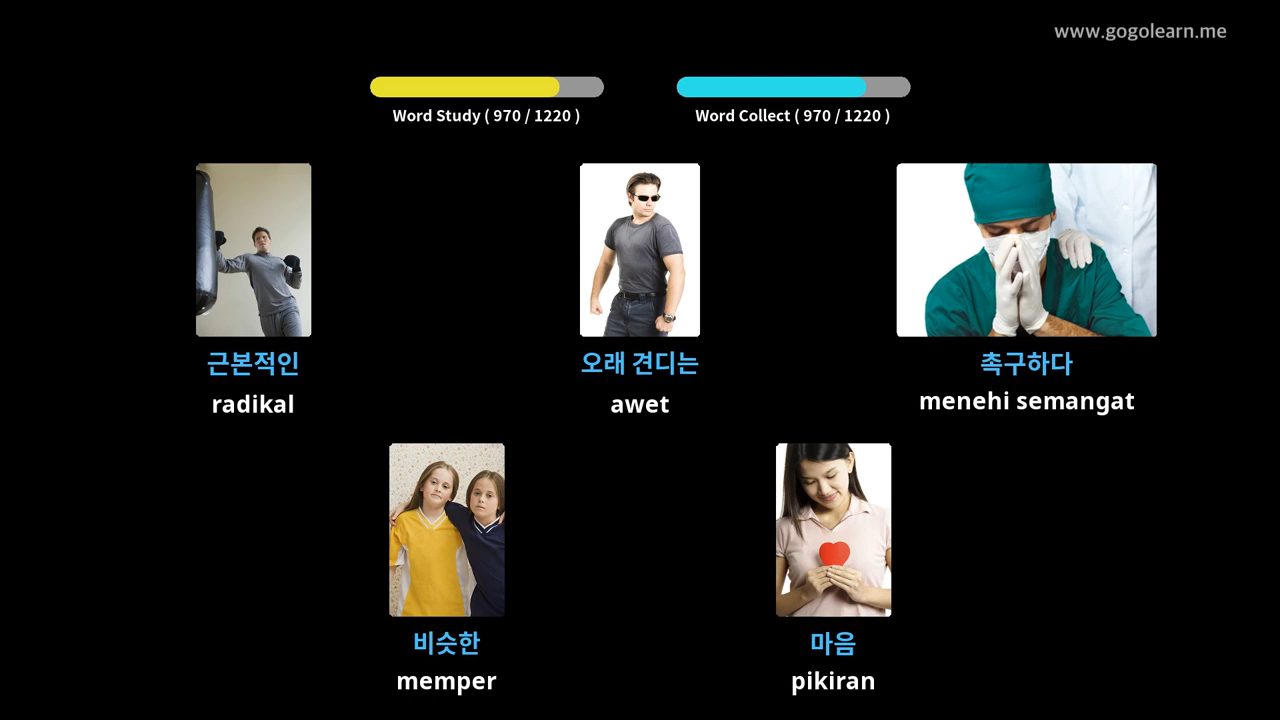 www.gogolearn.me
Word Study ( 970 / 1220 )
Word Collect ( 970 / 1220 )
근본적인
radikal
오래 견디는
awet
촉구하다
menehi semangat
비슷한
memper
마음
pikiran